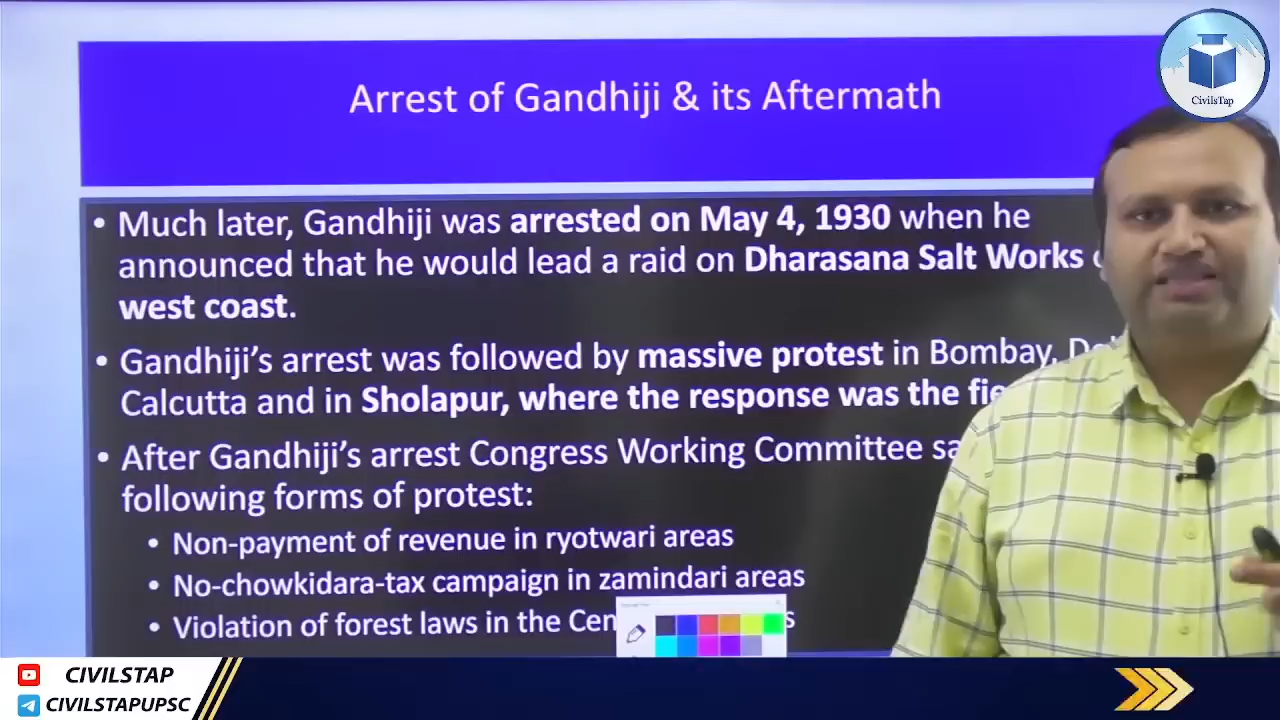 CivilsTap
Arrest of Gandhiji & its Aftermath
• Much later, Gandhiji was arrested on May 4, 1930 when he
announced that he would lead a raid on Dharasana Salt Works
west coast.
• Gandhiji's arrest was followed by massive protest in Bombay,
Calcutta and in Sholapur, where the response was the
• After Gandhiji's arrest Congress Working Committee
following forms of protest:
• Non-payment of revenue in ryotwari areas
• No-chowkidara-tax campaign in zamindari areas
• Violation of forest laws in the
CIVILSTAP
CIVILSTAPUPSC